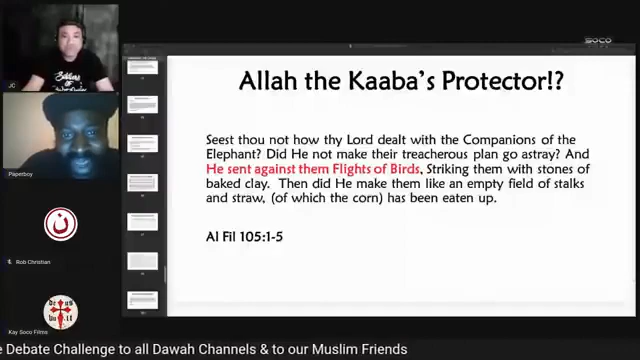 SOCO
JC
Soldiers
Allah the Kaaba's Protector!?
Seest thou not how thy Lord dealt with the Companions of the
Elephant? Did He not make their treacherous plan go astray? And
He sent against them Flights of Birds, Striking them with stones of
baked clay. Then did He make them like an empty field of stalks
and straw, (of which the corn) has been eaten up.
Al Fil 105:1-5
Paperboy
ن
Rob Christian
Kay Soco Films
e Debate Challenge to all Dawah Channels & to our Muslim Friends